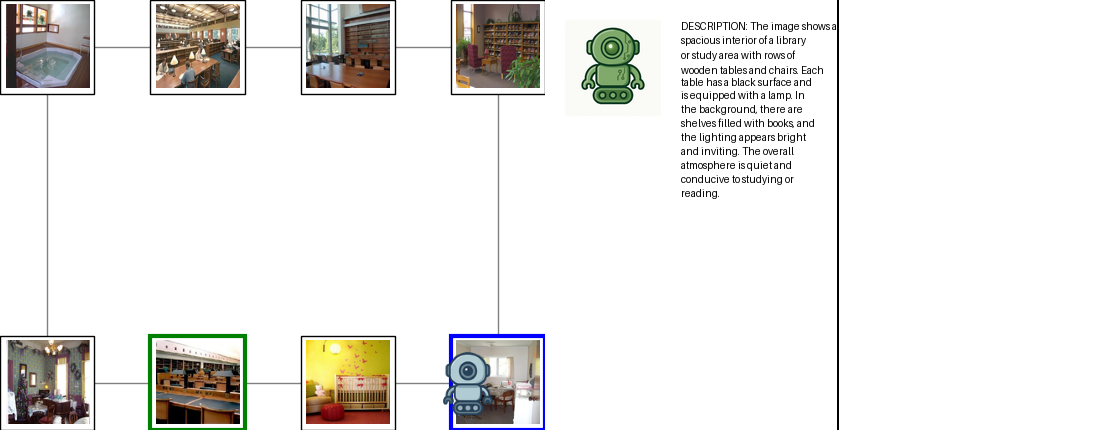 DESCRIPTION: The image shows a
spacious interior of a library
or study area with rows of
wooden tables and chairs. Each
table has a black surface and
is equipped with a lamp. In
the background, there are
shelves filled with books, and
the lighting appears bright
and inviting. The overall
atmosphere is quiet and
conducive to studying or
reading.